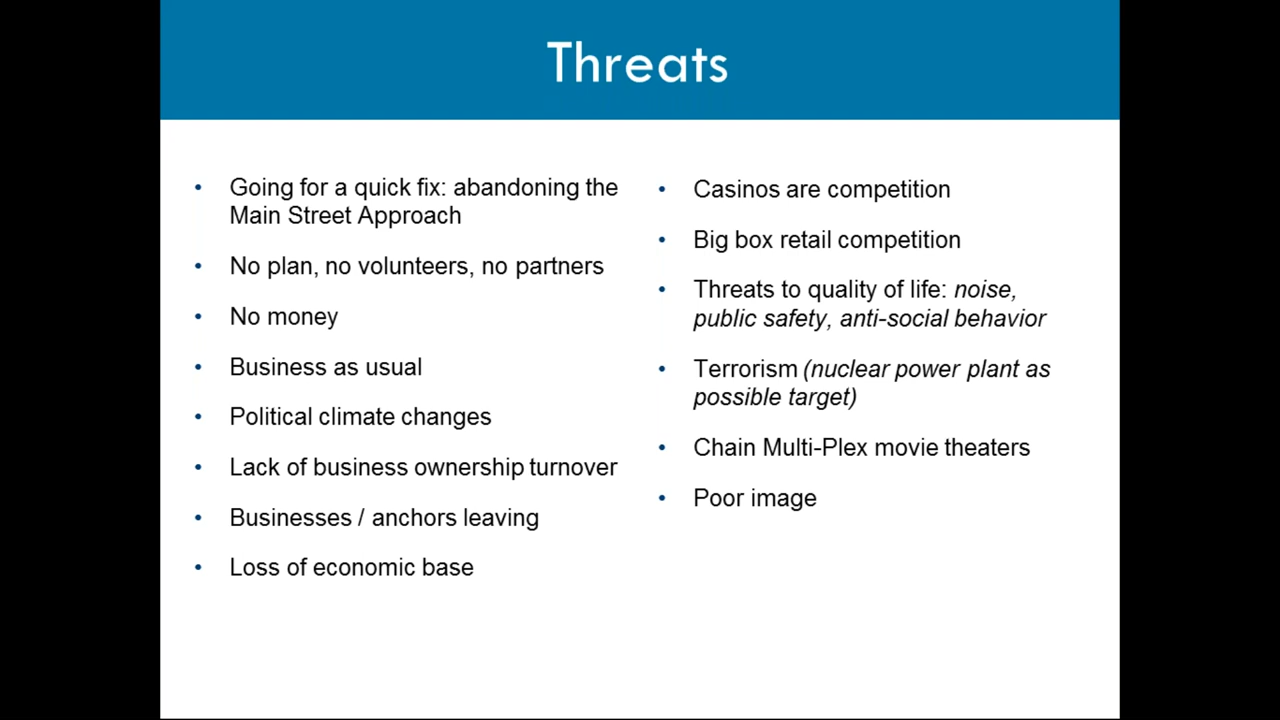 Threats
• Going for a quick fix: abandoning the
Main Street Approach
• No plan, no volunteers, no partners
• No money
• Business as usual
• Political climate changes
• Lack of business ownership turnover
• Businesses / anchors leaving
• Loss of economic base
• Casinos are competition
• Big box retail competition
• Threats to quality of life: noise,
public safety, anti-social behavior
• Terrorism (nuclear power plant as
possible target)
• Chain Multi-Plex movie theaters
• Poor image